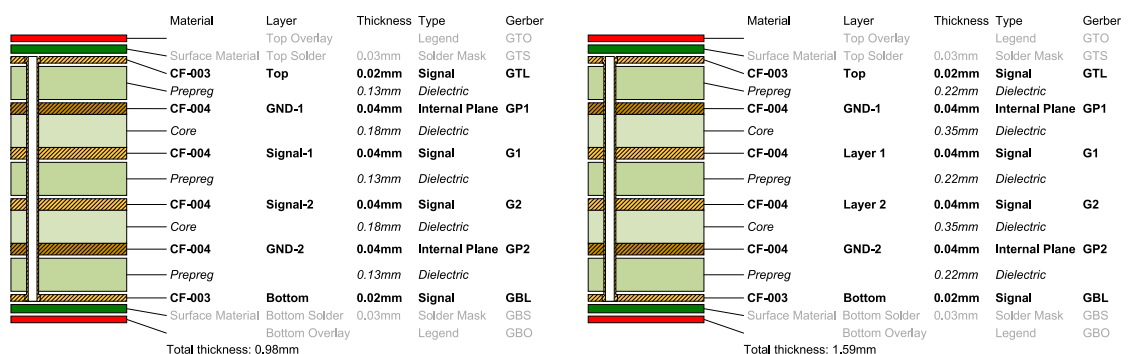 Material Layer Thickness Type Gerber
Top Overlay Legend GTO
Surface Material Top Solder 0.03mm Solder Mask GTS
CF-003 Top 0.02mm Signal GTL
Prepreg 0.13mm Dielectric
CF-004 GND-1 0.04mm Internal Plane GP1
Core 0.18mm Dielectric
CF-004 Signal-1 0.04mm Signal G1
Prepreg 0.13mm Dielectric
CF-004 Signal-2 0.04mm Signal G2
Core 0.18mm Dielectric
CF-004 GND-2 0.04mm Internal Plane GP2
Prepreg 0.13mm Dielectric
CF-003 Bottom 0.02mm Signal GBL
Surface Material Bottom Solder 0.03mm Solder Mask GBS
Bottom Overlay Legend GBO
Total thickness: 0.98mm
Material Layer Thickness Type Gerber
Top Overlay Legend GTO
Surface Material Top Solder 0.03mm Solder Mask GTS
CF-003 Top 0.02mm Signal GTL
Prepreg 0.22mm Dielectric
CF-004 GND-1 0.04mm Internal Plane GP1
Core 0.35mm Dielectric
CF-004 Layer 1 0.04mm Signal G1
Prepreg 0.22mm Dielectric
CF-004 Layer 2 0.04mm Signal G2
Core 0.35mm Dielectric
CF-004 GND-2 0.04mm Internal Plane GP2
Prepreg 0.22mm Dielectric
CF-003 Bottom 0.02mm Signal GBL
Surface Material Bottom Solder 0.03mm Solder Mask GBS
Bottom Overlay Legend GBO
Total thickness: 1.59mm